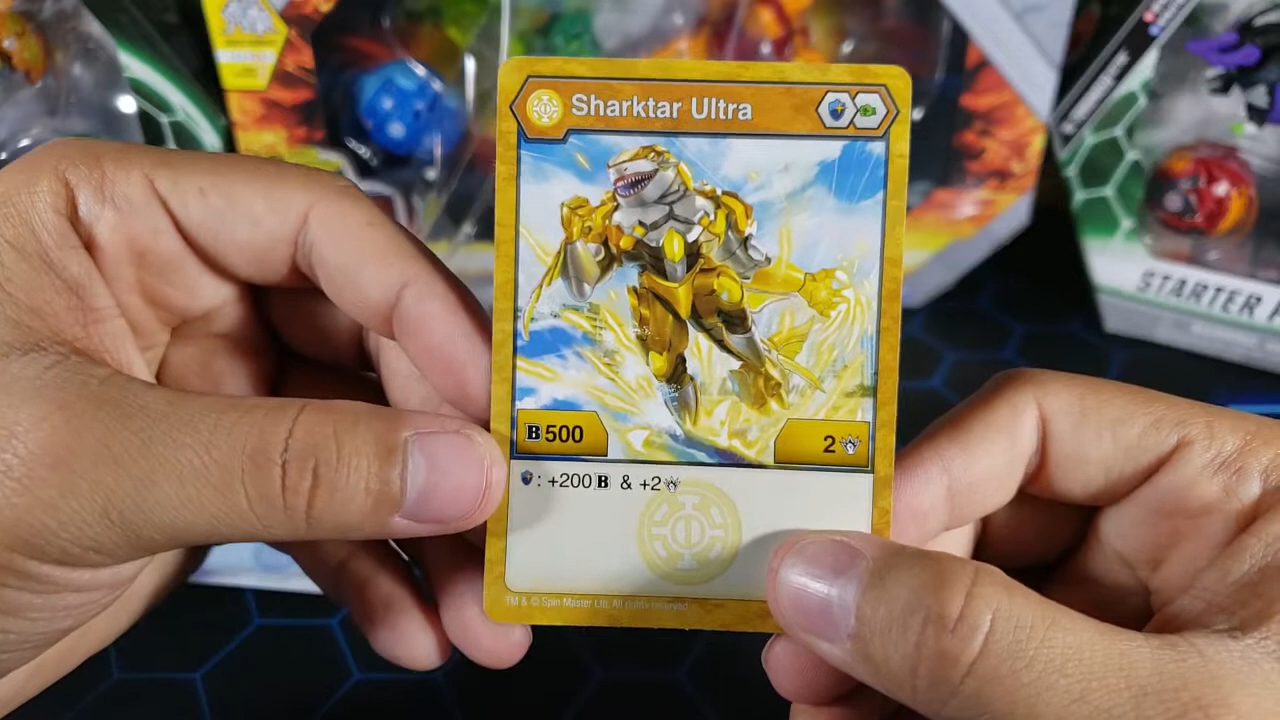 Sharktar Ultra
B 500
2
: +200 B & +2
TM & © Spin Master Ltd. All rights reserved
STARTER